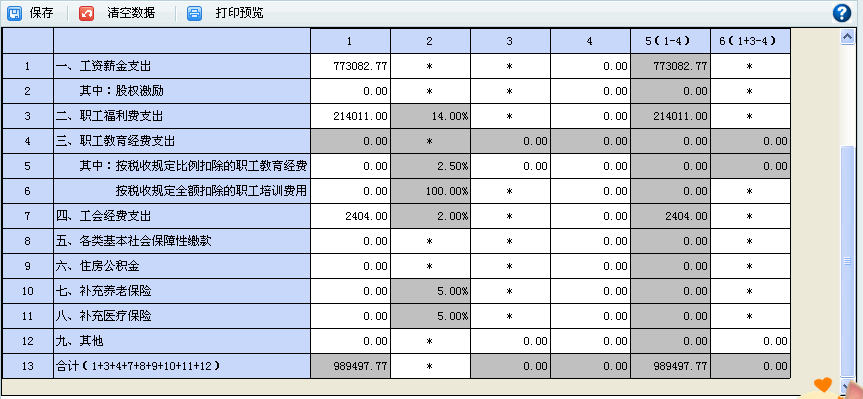 保存 清空数据 打印预览 ?
1 2 3 4 5(1-4) 6(1+3-4)
1 一、工资薪金支出 773082.77 * * 0.00 773082.77 *
2 其中:股权激励 0.00 * * 0.00 0.00 *
3 二、职工福利费支出 214011.00 14.00% * 0.00 214011.00 *
4 三、职工教育经费支出 0.00 * 0.00 0.00 0.00 0.00
5 其中:按税收规定比例扣除的职工教育经费 0.00 2.50% 0.00 0.00 0.00 0.00
6 按税收规定全额扣除的职工培训费用 0.00 100.00% * 0.00 0.00 *
7 四、工会经费支出 2404.00 2.00% * 0.00 2404.00 *
8 五、各类基本社会保障性缴款 0.00 * * 0.00 0.00 *
9 六、住房公积金 0.00 * * 0.00 0.00 *
10 七、补充养老保险 0.00 5.00% * 0.00 0.00 *
11 八、补充医疗保险 0.00 5.00% * 0.00 0.00 *
12 九、其他 0.00 * 0.00 0.00 0.00 0.00
13 合计(1+3+4+7+8+9+10+11+12) 989497.77 * 0.00 0.00 989497.77 0.00